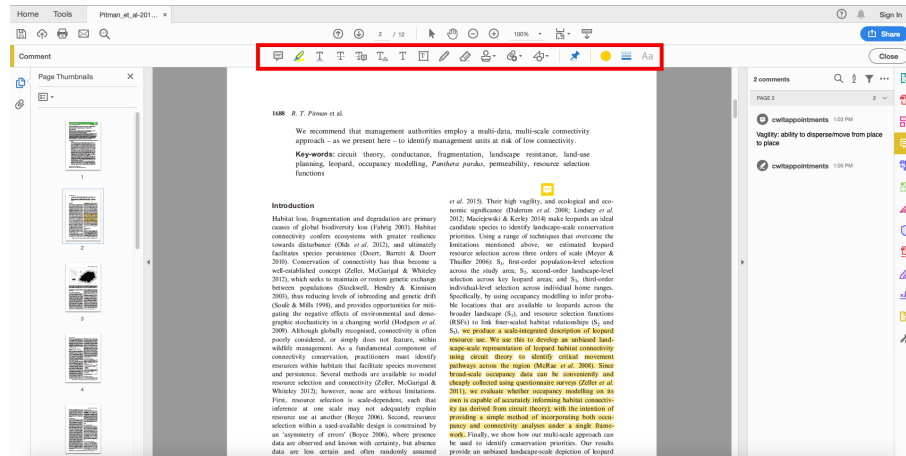 Home Tools Pitman_et_al-201... ×
Sign In
2 / 12
100%
Share
Comment
T T T T T
Aa
Close
Page Thumbnails ×
1
2
3
4
1688 R. T. Pitman et al.
We recommend that management authorities employ a multi-data, multi-scale connectivity
approach – as we present here – to identify management units at risk of low connectivity.
Key-words: circuit theory, conductance, fragmentation, landscape resistance, land-use
planning, leopard, occupancy modelling, Panthera pardus, permeability, resource selection
functions
Introduction
Habitat loss, fragmentation and degradation are primary
causes of global biodiversity loss (Fahrig 2003). Habitat
connectivity confers ecosystems with greater resilience
towards disturbance (Olds et al. 2012), and ultimately
facilitates species persistence (Doerr, Barrett & Doerr
2010). Conservation of connectivity has thus become a
well-established concept (Zeller, McGarigal & Whiteley
2012), which seeks to maintain or restore genetic exchange
between populations (Stockwell, Hendry & Kinnison
2003), thus reducing levels of inbreeding and genetic drift
(Soulé & Mills 1998), and provides opportunities for miti-
gating the negative effects of environmental and demo-
graphic stochasticity in a changing world (Hodgson et al.
2009). Although globally recognised, connectivity is often
poorly considered, or simply does not feature, within
wildlife management. As a fundamental component of
connectivity conservation, practitioners must identify
resources within habitats that facilitate species movement
and persistence. Several methods are available to model
resource selection and connectivity (Zeller, McGarigal &
Whiteley 2012); however, none are without limitations.
First, resource selection is scale-dependent, such that
inference at one scale may not adequately explain
resource use at another (Boyce 2006). Second, resource
selection within a used-available design is constrained by
an 'asymmetry of errors' (Boyce 2006), where presence
data are observed and known with certainty, but absence
data are less certain and often randomly assumed
et al. 2015). Their high vagility, and ecological and eco-
nomic significance (Dalerum et al. 2008; Lindsey et al.
2012; Maciejewski & Kerley 2014) make leopards an ideal
candidate species to identify landscape-scale conservation
priorities. Using a range of techniques that overcome the
limitations mentioned above, we estimated leopard
resource selection across three orders of scale (Meyer &
Thuiller 2006): S₁, first-order population-level selection
across the study area; S₂, second-order landscape-level
selection across key leopard areas; and S₃, third-order
individual-level selection across individual home ranges.
Specifically, by using occupancy modelling to infer proba-
ble locations that are available to leopards across the
broader landscape (S₁), and resource selection functions
(RSFs) to link finer-scaled habitat relationships (S₂ and
S₃), we produce a scale-integrated description of leopard
resource use. We use this to develop an unbiased land-
scape-scale representation of leopard habitat connectivity
using circuit theory to identify critical movement
pathways across the region (McRae et al. 2008). Since
broad-scale occupancy data can be conveniently and
cheaply collected using questionnaire surveys (Zeller et al.
2011), we evaluate whether occupancy modelling on its
own is capable of accurately informing habitat connectiv-
ity (as derived from circuit theory); with the intention of
providing a simple method of incorporating both occu-
pancy and connectivity analyses under a single frame-
work. Finally, we show how our multi-scale approach can
be used to identify conservation priorities. Our results
provide an unbiased landscape-scale depiction of leopard
2 comments
PAGE 2 2
cwltappointments 1:03 PM
Vagility: ability to disperse/move from place
to place
cwltappointments 1:05 PM